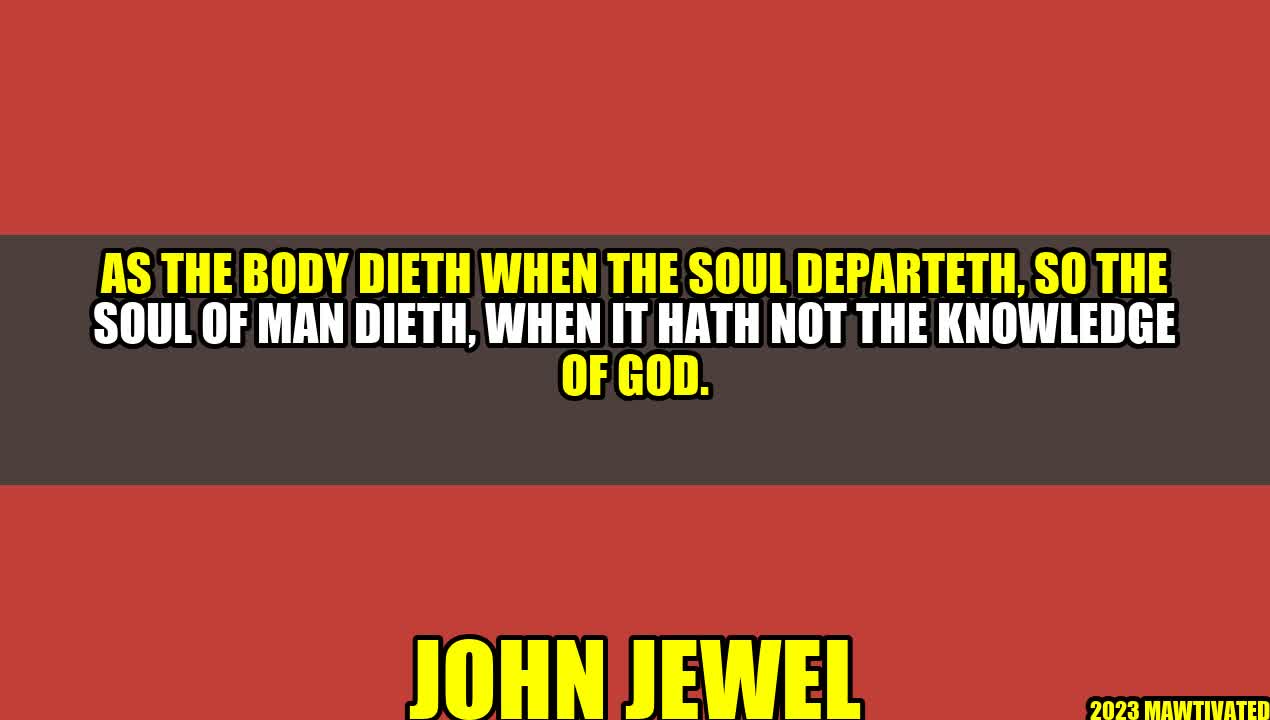 AS THE BODY DIETH WHEN THE SOUL DEPARTETH, SO THE
SOUL OF MAN DIETH, WHEN IT HATH NOT THE KNOWLEDGE
OF GOD.
JOHN JEWEL
2023 MAWTIVATED